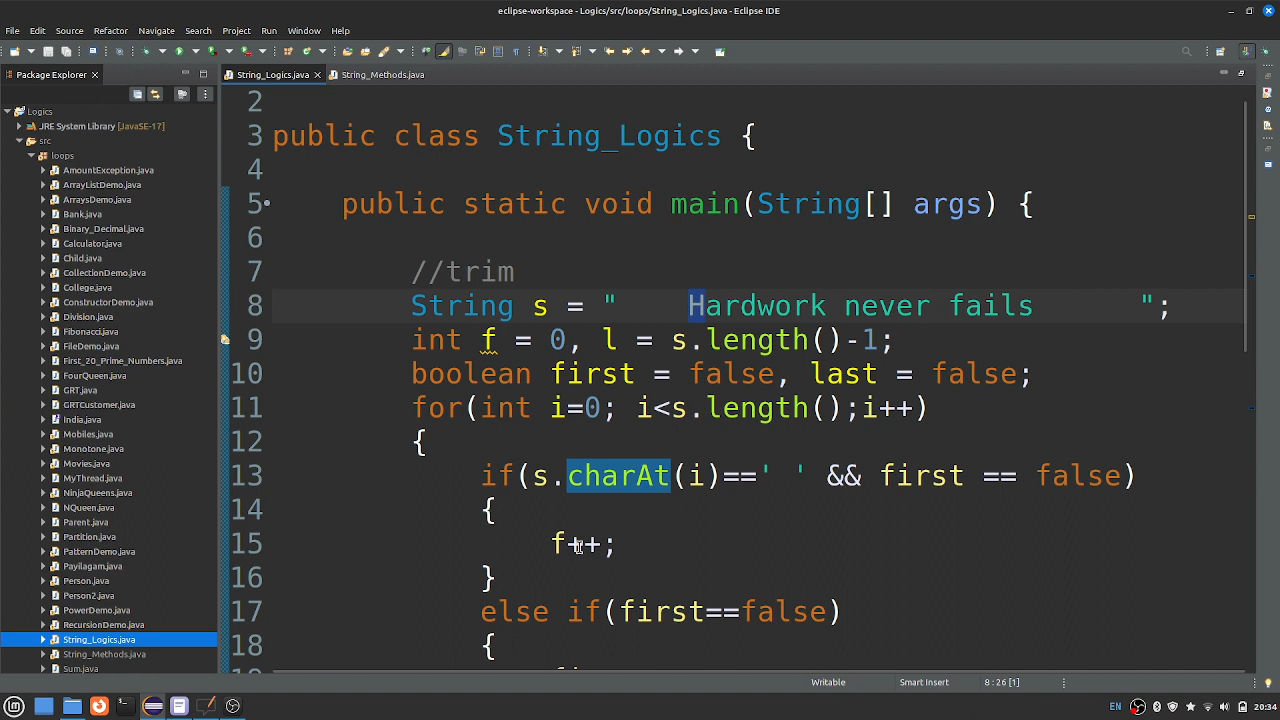 eclipse-workspace - Logics/src/loops/String_Logics.java - Eclipse IDE
File Edit Source Refactor Navigate Search Project Run Window Help
Package Explorer
String_Logics.java
String_Methods.java
Logics
JRE System Library [JavaSE-17]
src
loops
AmountException.java
ArrayListDemo.java
ArraysDemo.java
Bank.java
Binary_Decimal.java
Calculator.java
Child.java
CollectionDemo.java
College.java
ConstructorDemo.java
Division.java
Fibonacci.java
FileDemo.java
First_20_Prime_Numbers.java
FourQueen.java
GRT.java
GRTCustomer.java
India.java
Mobiles.java
Monotone.java
Movies.java
MyThread.java
NinjaQueens.java
NQueen.java
Parent.java
Partition.java
PatternDemo.java
Payilagam.java
Person.java
Person2.java
PowerDemo.java
RecursionDemo.java
String_Logics.java
String_Methods.java
Sum.java
2
3 public class String_Logics {
4
5 public static void main(String[] args) {
6
7 //trim
8 String s = "    Hardwork never fails      ";
9 int f = 0, l = s.length()-1;
10 boolean first = false, last = false;
11 for(int i=0; i<s.length();i++)
12 {
13 if(s.charAt(i)==' ' && first == false)
14 {
15 f++;
16 }
17 else if(first==false)
18 {
Writable Smart Insert 8 : 26 [1]
EN 20:34